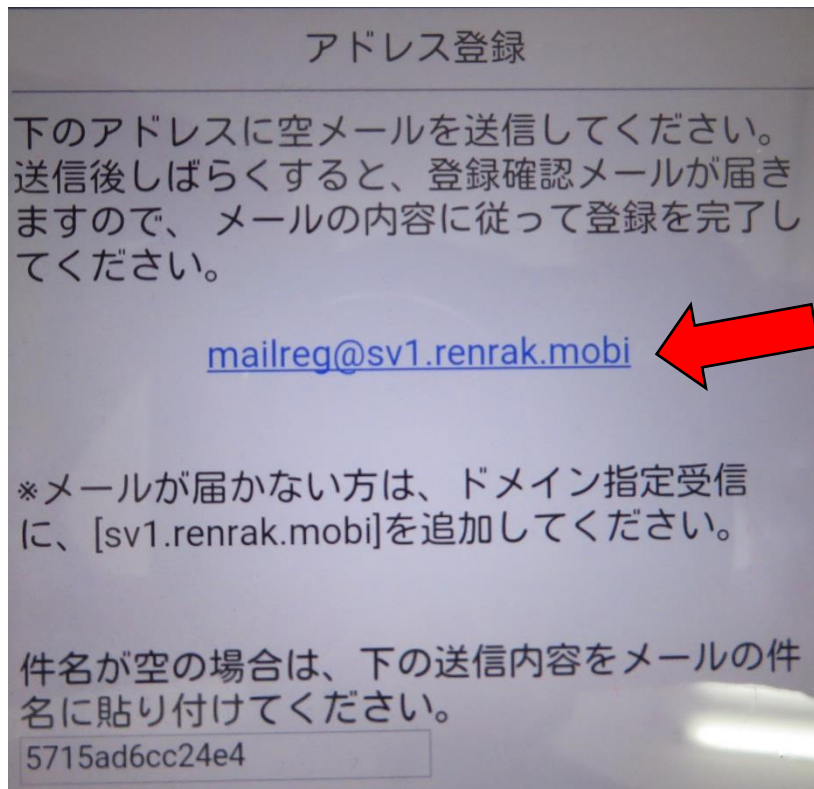 アドレス登録
下のアドレスに空メールを送信してください。
送信後しばらくすると、登録確認メールが届き
ますので、 メールの内容に従って登録を完了し
てください。
mailreg@sv1.renrak.mobi
※メールが届かない方は、ドメイン指定受信
に、[sv1.renrak.mobi]を追加してください。
件名が空の場合は、下の送信内容をメールの件
名に貼り付けてください。
5715ad6cc24e4